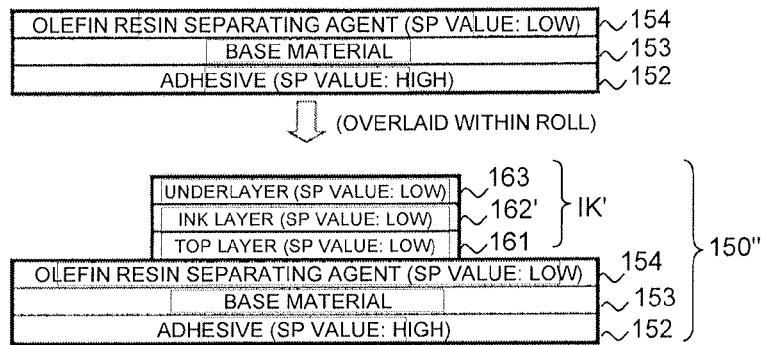 OLEFIN RESIN SEPARATING AGENT (SP VALUE: LOW) 154
BASE MATERIAL 153
ADHESIVE (SP VALUE: HIGH) 152
(OVERLAID WITHIN ROLL)
UNDERLAYER (SP VALUE: LOW) 163
INK LAYER (SP VALUE: LOW) 162'
TOP LAYER (SP VALUE: LOW) 161
IK'
OLEFIN RESIN SEPARATING AGENT (SP VALUE: LOW) 154
BASE MATERIAL 153
ADHESIVE (SP VALUE: HIGH) 152
150"